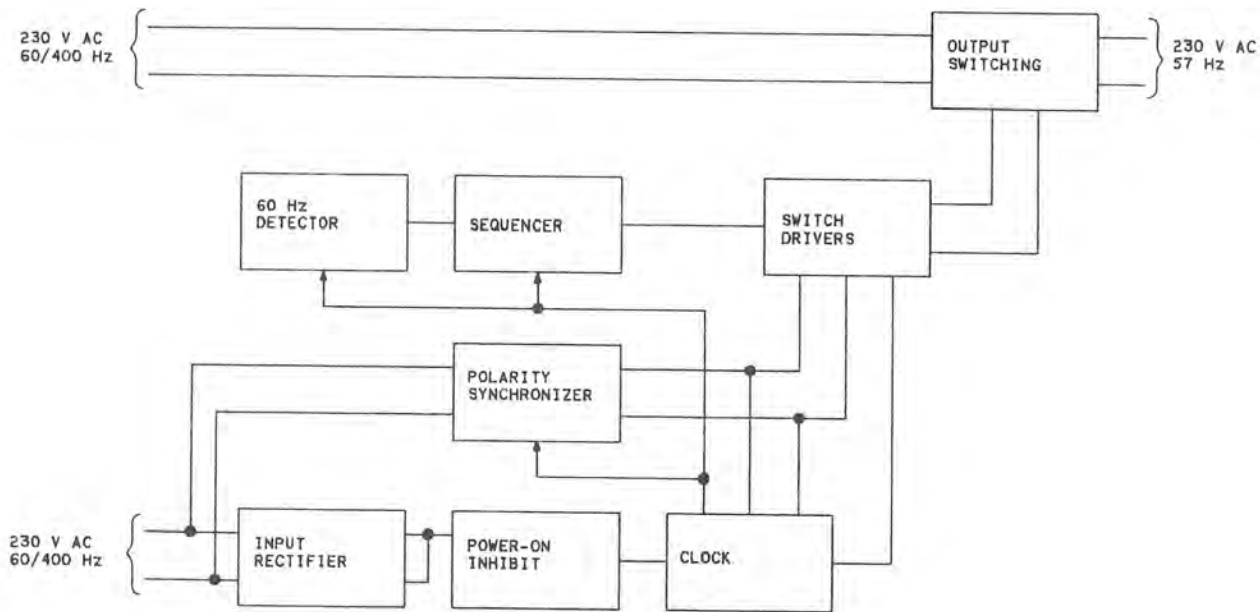 230 V AC
60/400 Hz
OUTPUT
SWITCHING
230 V AC
57 Hz
60 Hz
DETECTOR
SEQUENCER
SWITCH
DRIVERS
POLARITY
SYNCHRONIZER
230 V AC
60/400 Hz
INPUT
RECTIFIER
POWER-ON
INHIBIT
CLOCK